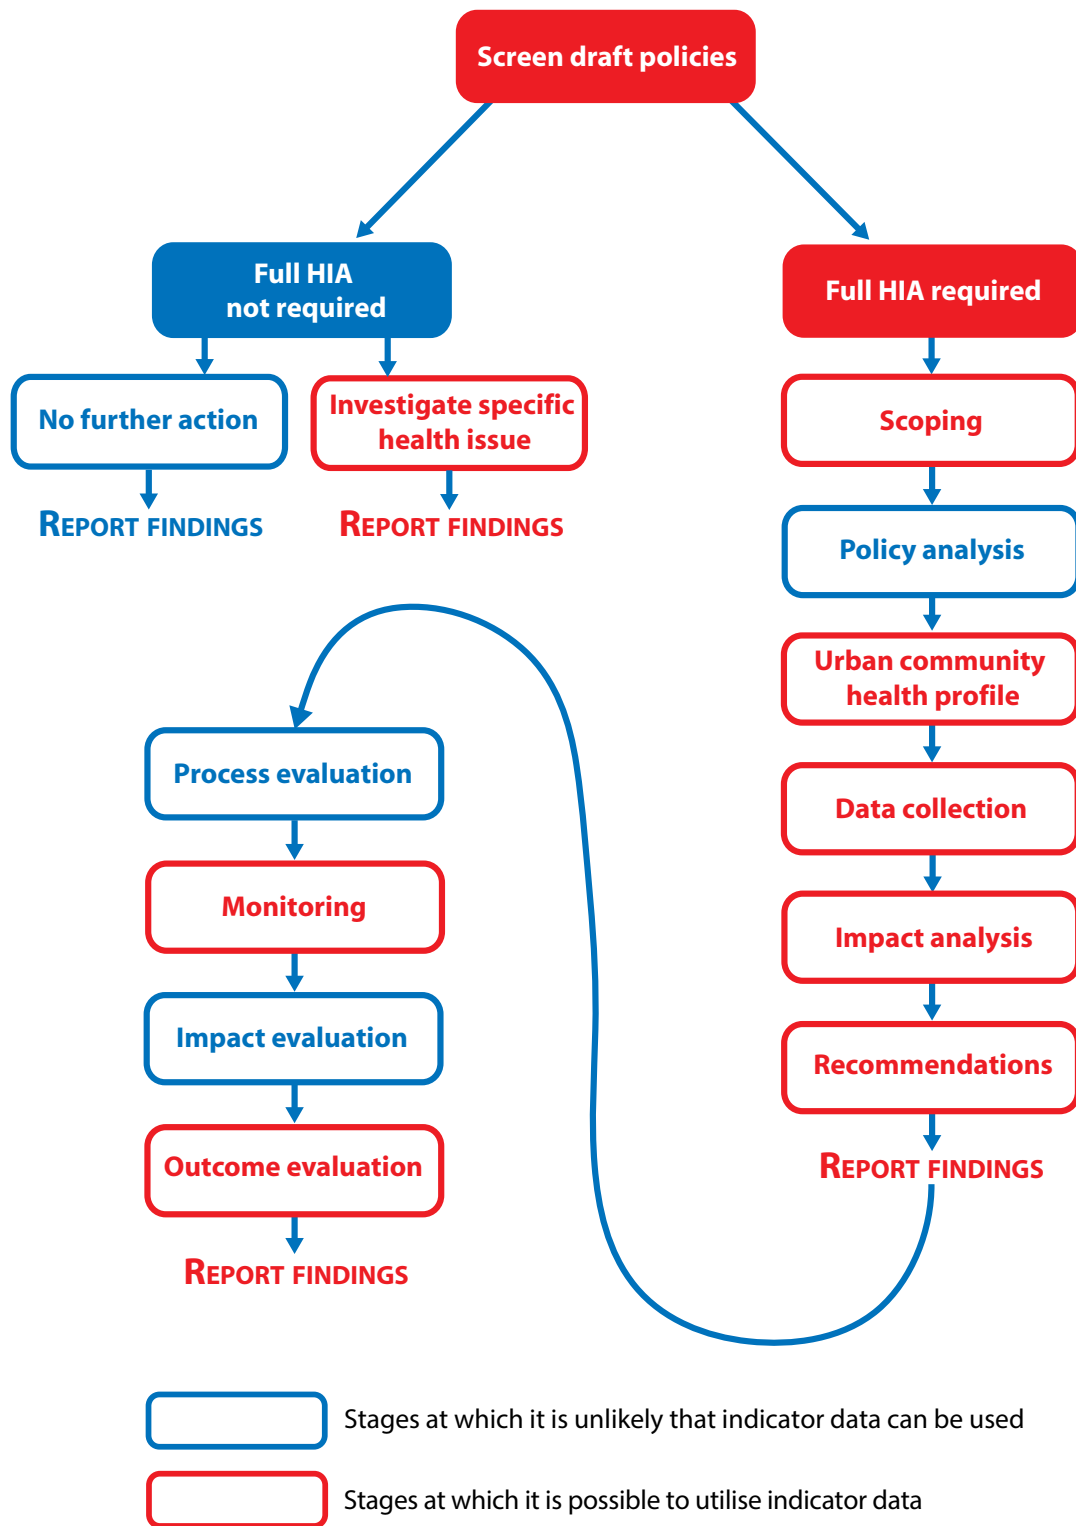 Screen draft policies
Full HIA
not required
Full HIA required
No further action
Investigate specific
health issue
REPORT FINDINGS
REPORT FINDINGS
Scoping
Policy analysis
Urban community
health profile
Data collection
Impact analysis
Recommendations
REPORT FINDINGS
Process evaluation
Monitoring
Impact evaluation
Outcome evaluation
REPORT FINDINGS
Stages at which it is unlikely that indicator data can be used
Stages at which it is possible to utilise indicator data